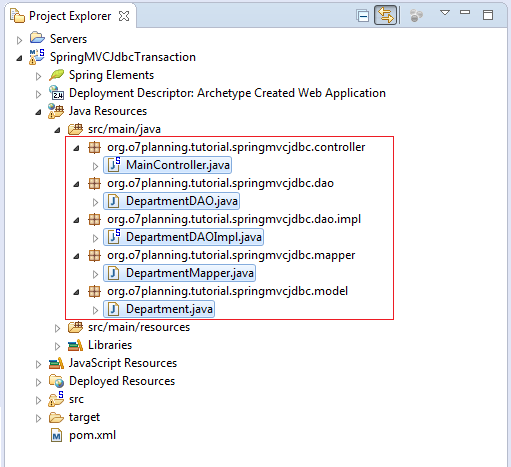 Project Explorer
Servers
SpringMVCJdbcTransaction
Spring Elements
Deployment Descriptor: Archetype Created Web Application
Java Resources
src/main/java
org.o7planning.tutorial.springmvcjdbc.controller
MainController.java
org.o7planning.tutorial.springmvcjdbc.dao
DepartmentDAO.java
org.o7planning.tutorial.springmvcjdbc.dao.impl
DepartmentDAOImpl.java
org.o7planning.tutorial.springmvcjdbc.mapper
DepartmentMapper.java
org.o7planning.tutorial.springmvcjdbc.model
Department.java
src/main/resources
Libraries
JavaScript Resources
Deployed Resources
src
target
pom.xml